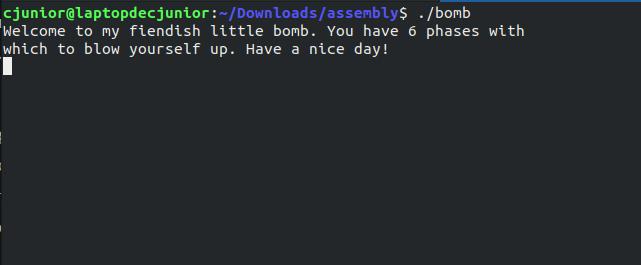 cjunior@laptopdecjunior:~/Downloads/assembly$ ./bomb
Welcome to my fiendish little bomb. You have 6 phases with
which to blow yourself up. Have a nice day!